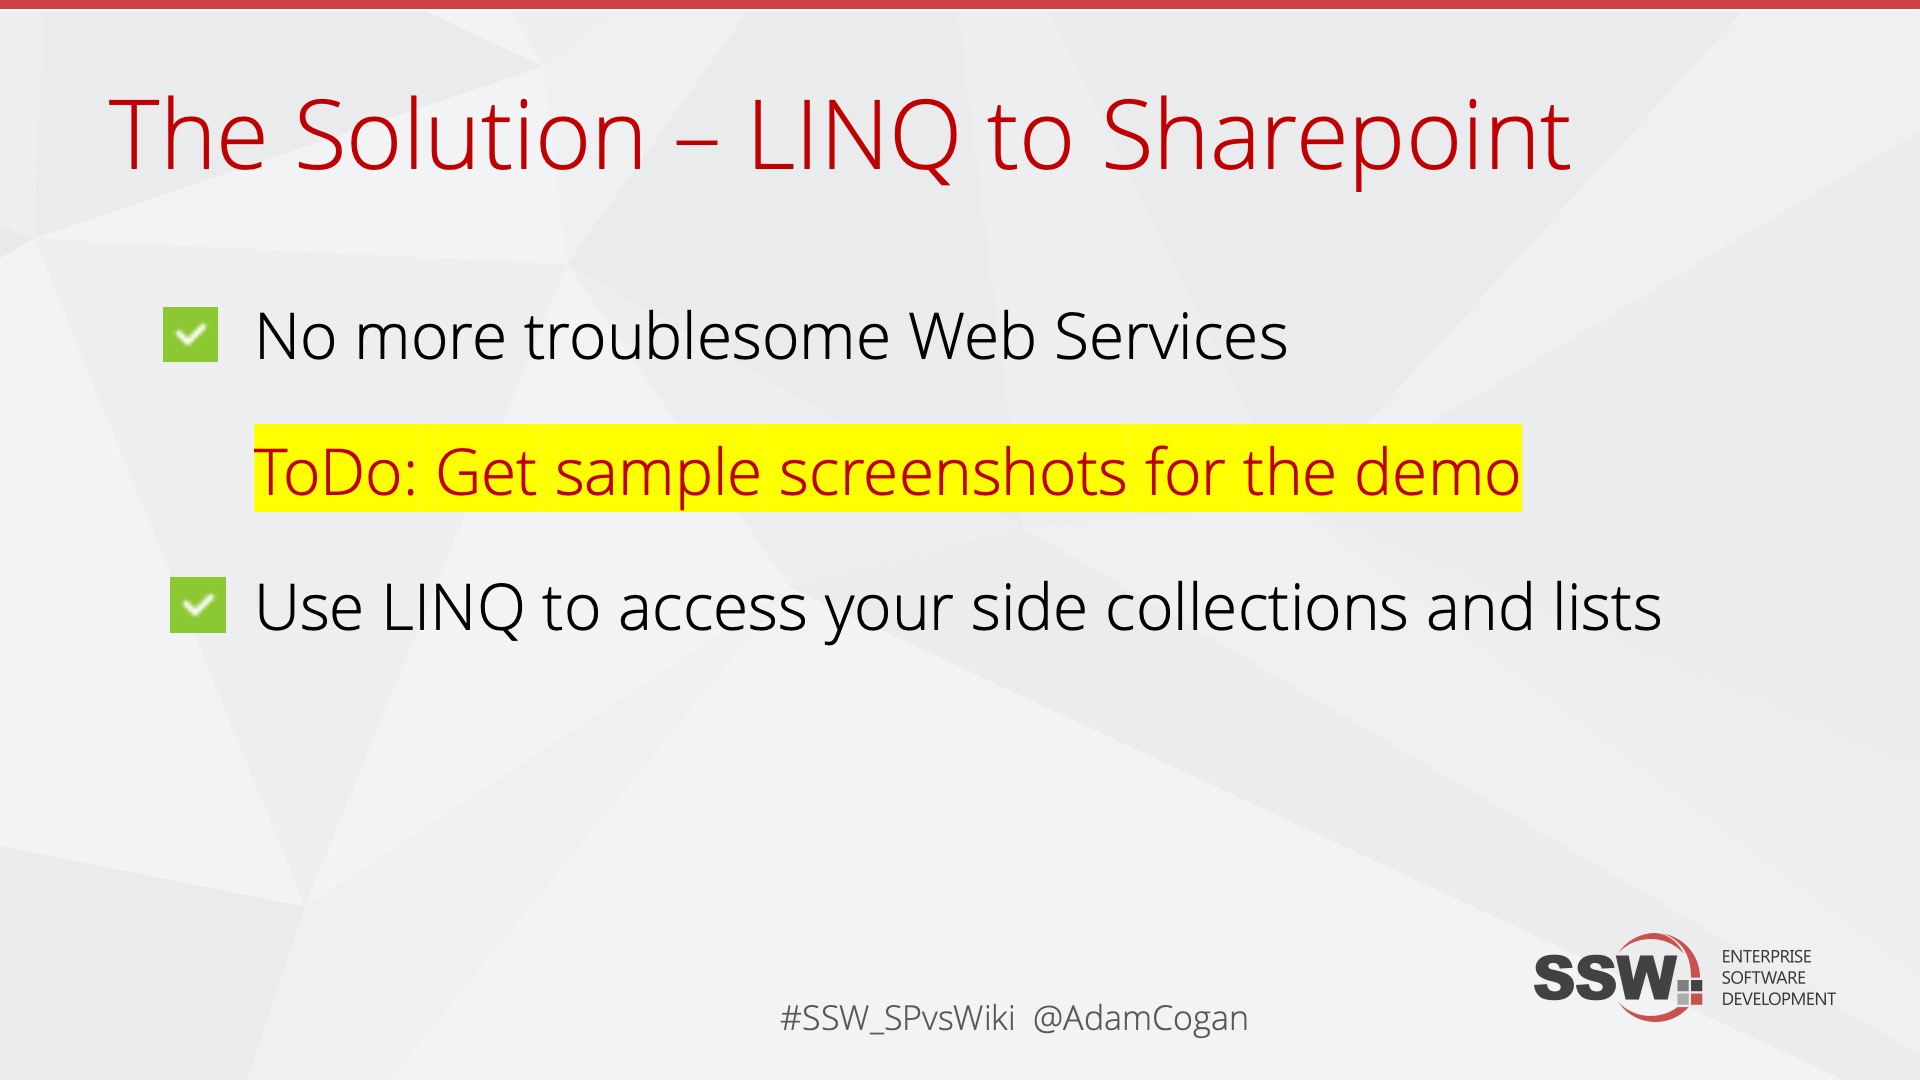 The Solution – LINQ to Sharepoint
No more troublesome Web Services
ToDo: Get sample screenshots for the demo
Use LINQ to access your side collections and lists
#SSW_SPvsWiki @AdamCogan
SSW
ENTERPRISE
SOFTWARE
DEVELOPMENT